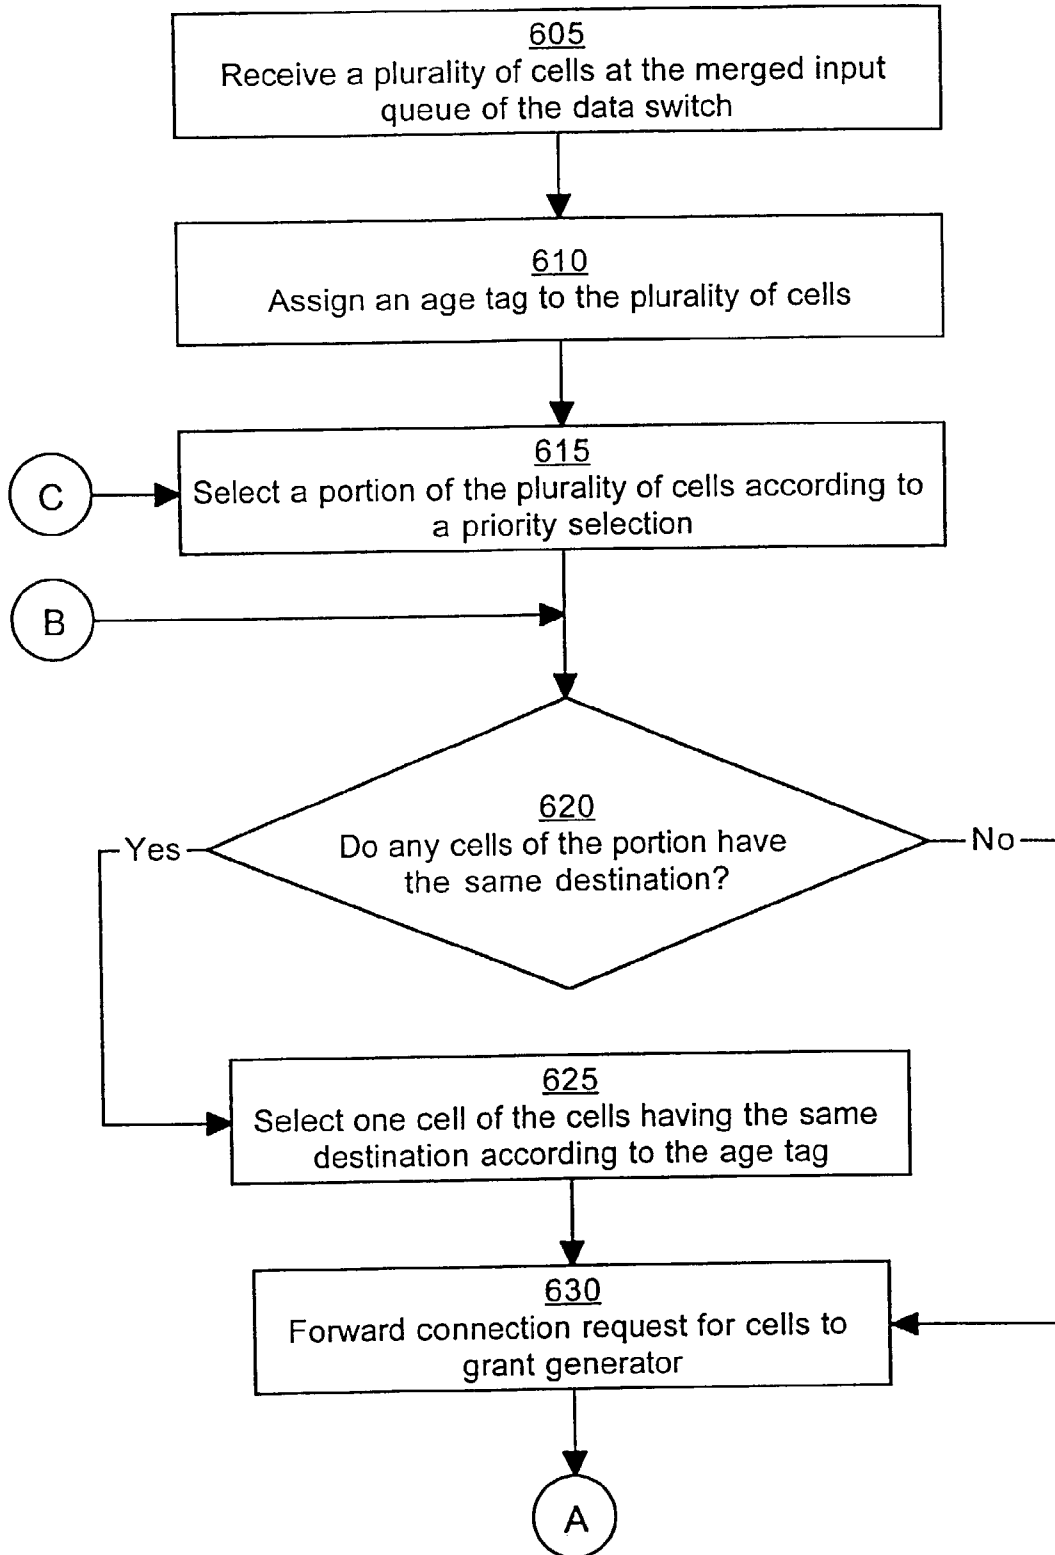 605
Receive a plurality of cells at the merged input
queue of the data switch
610
Assign an age tag to the plurality of cells
615
Select a portion of the plurality of cells according to
a priority selection
C
B
620
Do any cells of the portion have
the same destination?
Yes
No
625
Select one cell of the cells having the same
destination according to the age tag
630
Forward connection request for cells to
grant generator
A